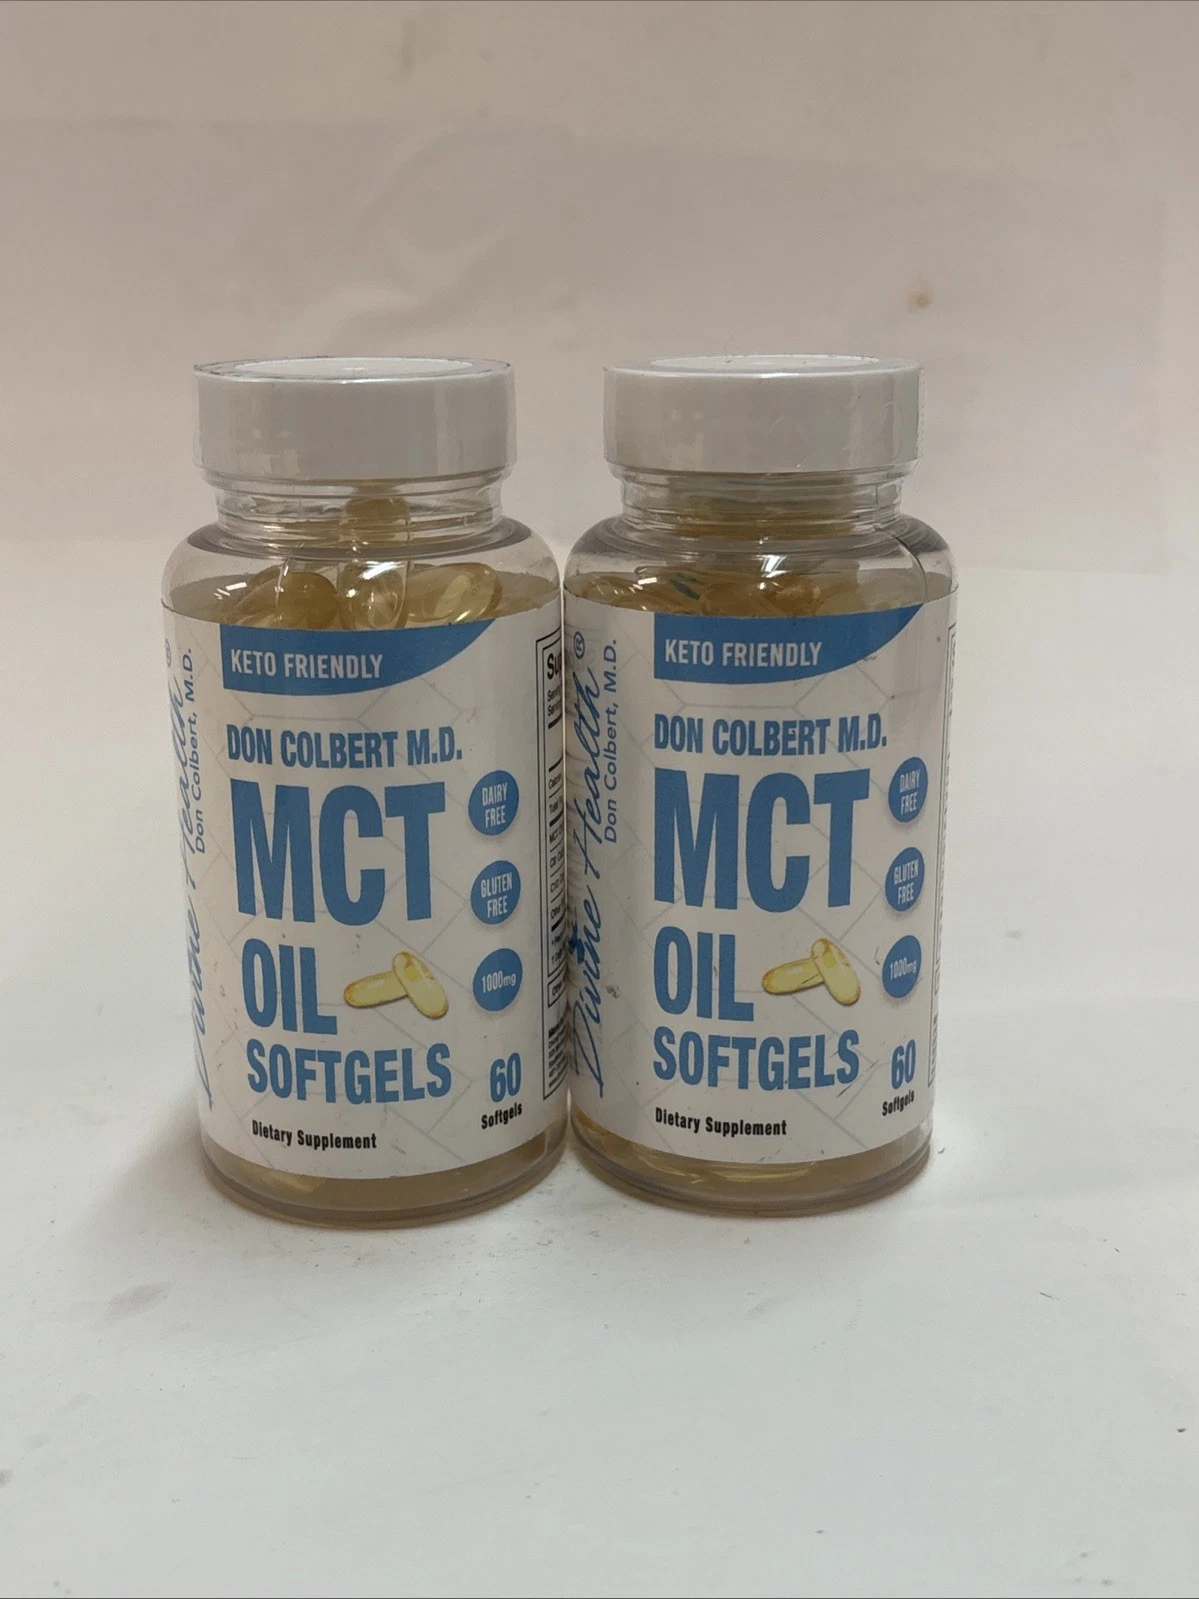 KETO FRIENDLY
DON COLBERT M.D.
MCT
OIL
SOFTGELS
DAIRY
FREE
GLUTEN
FREE
1000mg
60
Softgels
Dietary Supplement
Divine Health®
Don Colbert, M.D.
KETO FRIENDLY
DON COLBERT M.D.
MCT
OIL
SOFTGELS
DAIRY
FREE
GLUTEN
FREE
1000mg
60
Softgels
Dietary Supplement
Divine Health®
Don Colbert, M.D.